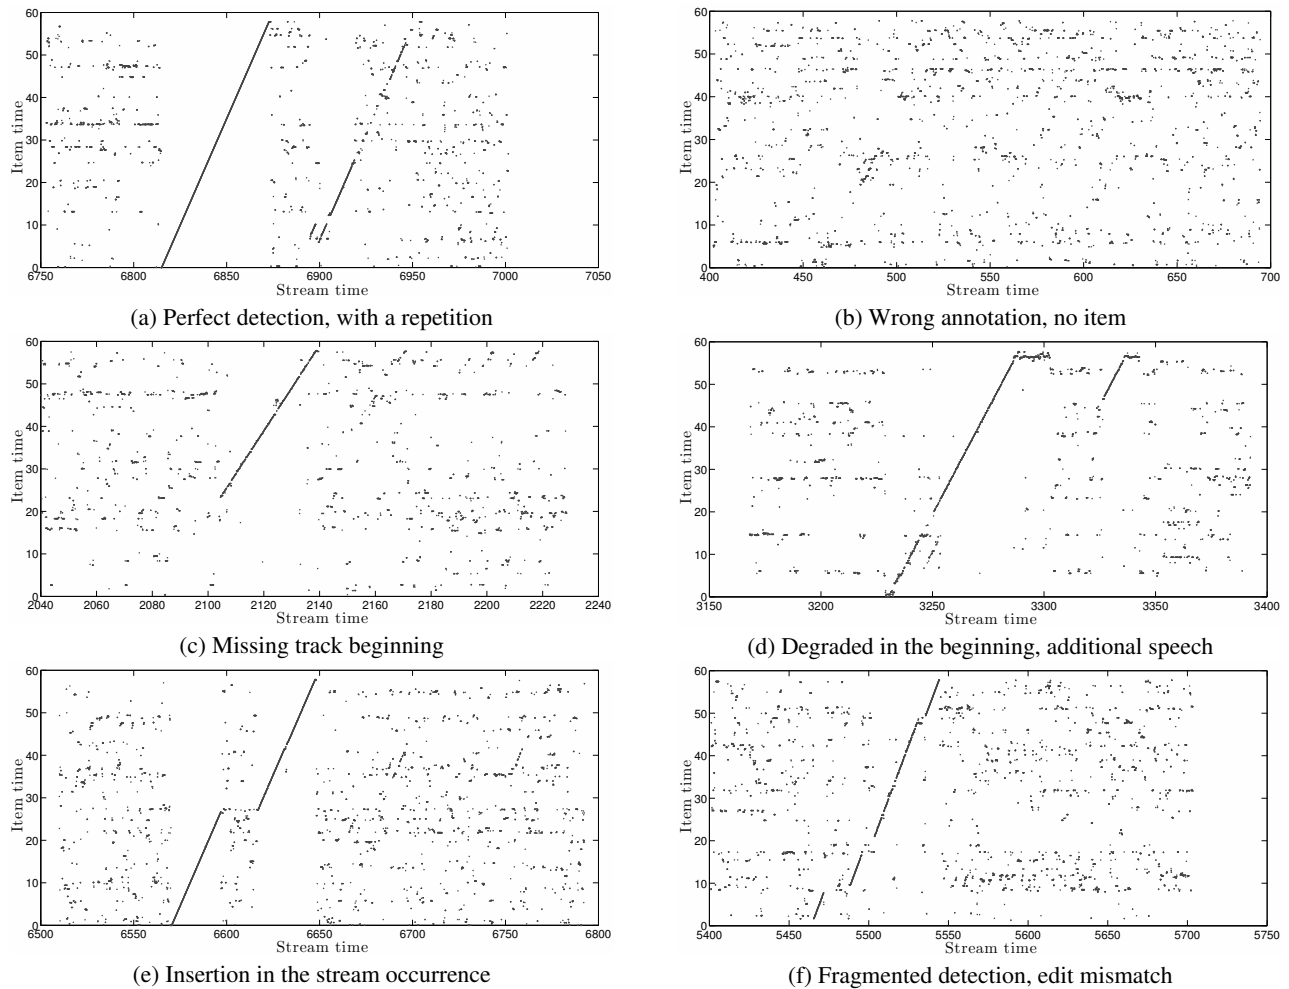 60
50
40
30
20
10
0
Item time
6750 6800 6850 6900 6950 7000 7050
Stream time
(a) Perfect detection, with a repetition
60
50
40
30
20
10
0
Item time
400 450 500 550 600 650 700
Stream time
(b) Wrong annotation, no item
60
50
40
30
20
10
0
Item time
2040 2060 2080 2100 2120 2140 2160 2180 2200 2220 2240
Stream time
(c) Missing track beginning
60
50
40
30
20
10
0
Item time
3150 3200 3250 3300 3350 3400
Stream time
(d) Degraded in the beginning, additional speech
60
50
40
30
20
10
0
Item time
6500 6550 6600 6650 6700 6750 6800
Stream time
(e) Insertion in the stream occurrence
60
50
40
30
20
10
0
Item time
5400 5450 5500 5550 5600 5650 5700 5750
Stream time
(f) Fragmented detection, edit mismatch